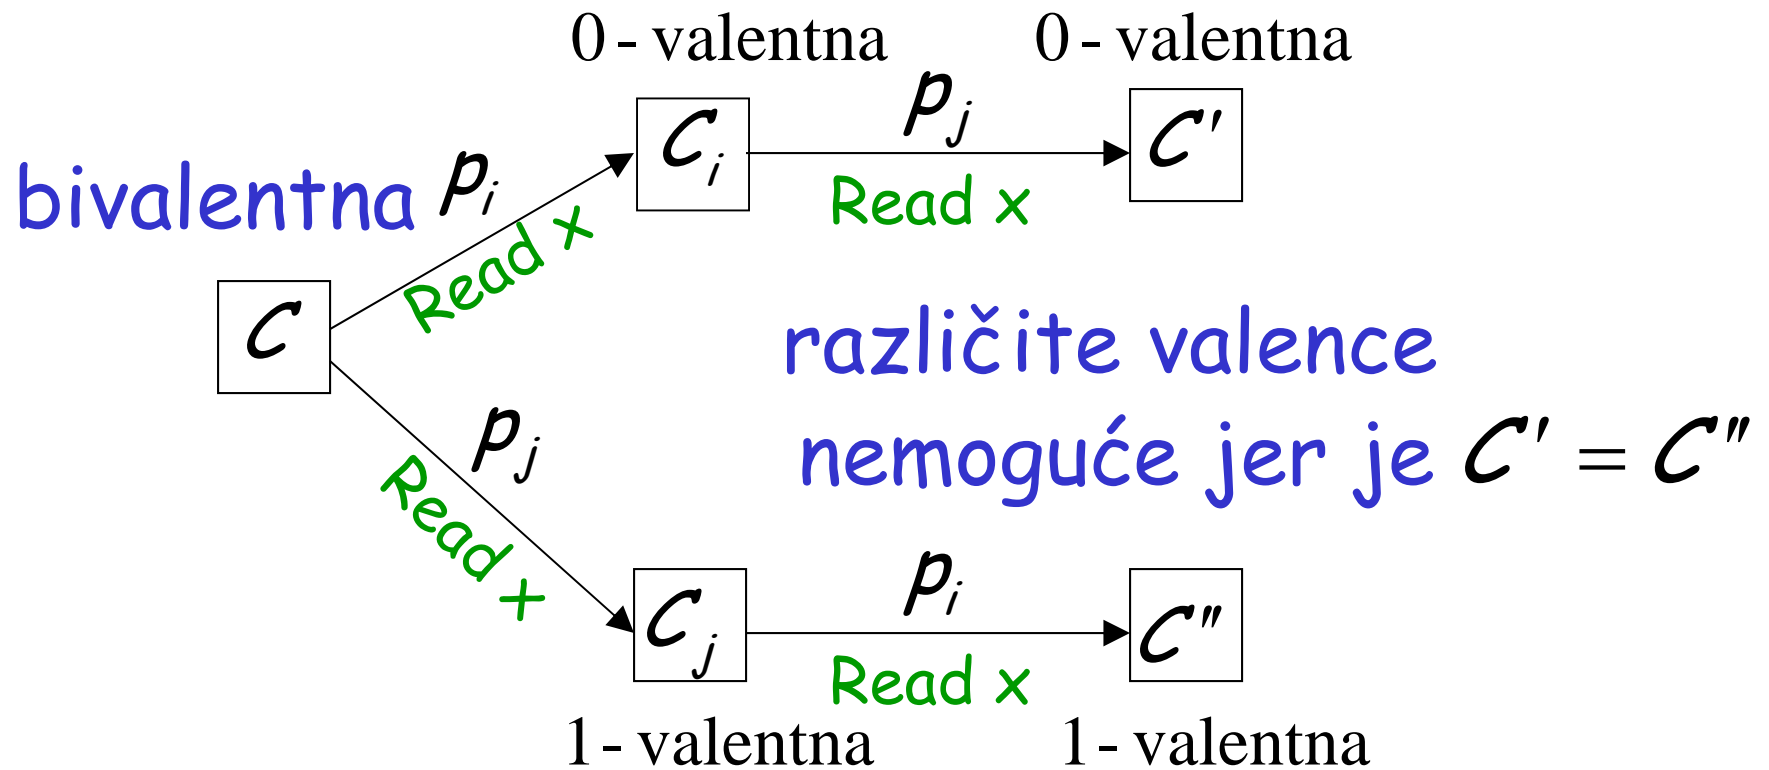 0 - valentna 0 - valentna
p_j
C_i C'
bivalentna p_i
Read x
Read x
C
različite valence
nemoguće jer je C' = C"
p_j
Read x
p_i
C_j C"
Read x
1 - valentna 1 - valentna